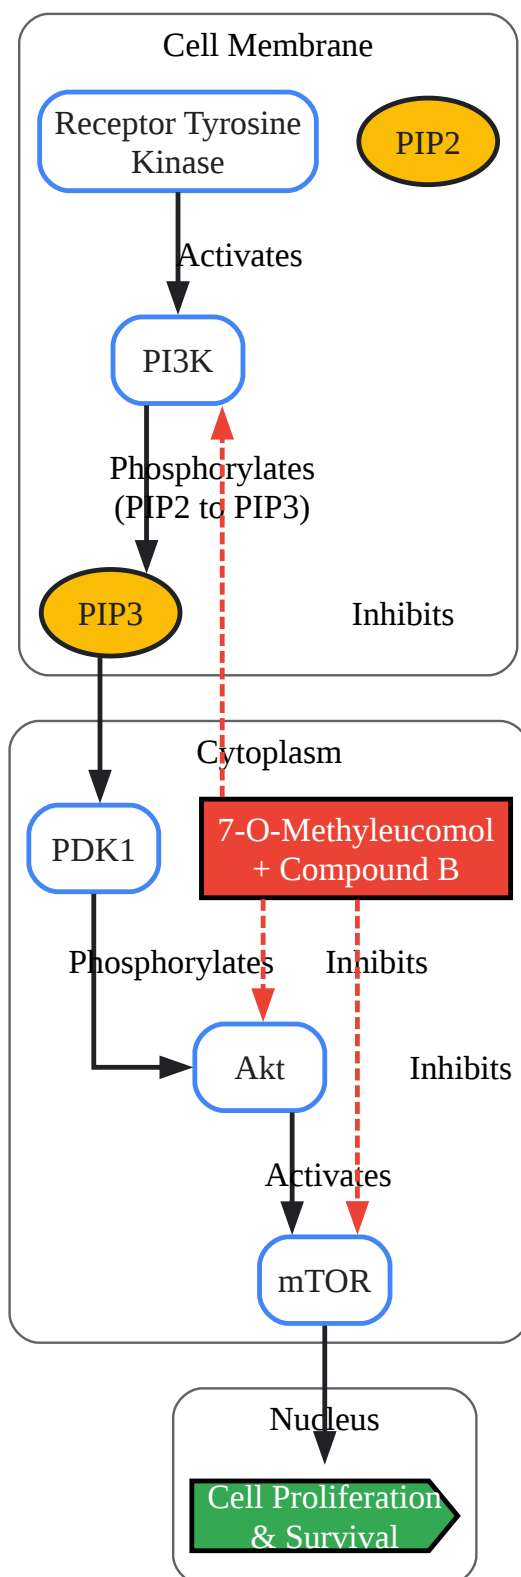 Cell Membrane
Receptor Tyrosine
Kinase
PIP2
Activates
PI3K
Phosphorylates
(PIP2 to PIP3)
PIP3
Inhibits
Cytoplasm
7-O-Methyleucomol
+ Compound B
PDK1
Phosphorylates
Inhibits
Akt
Inhibits
Activates
mTOR
Nucleus
Cell Proliferation
& Survival